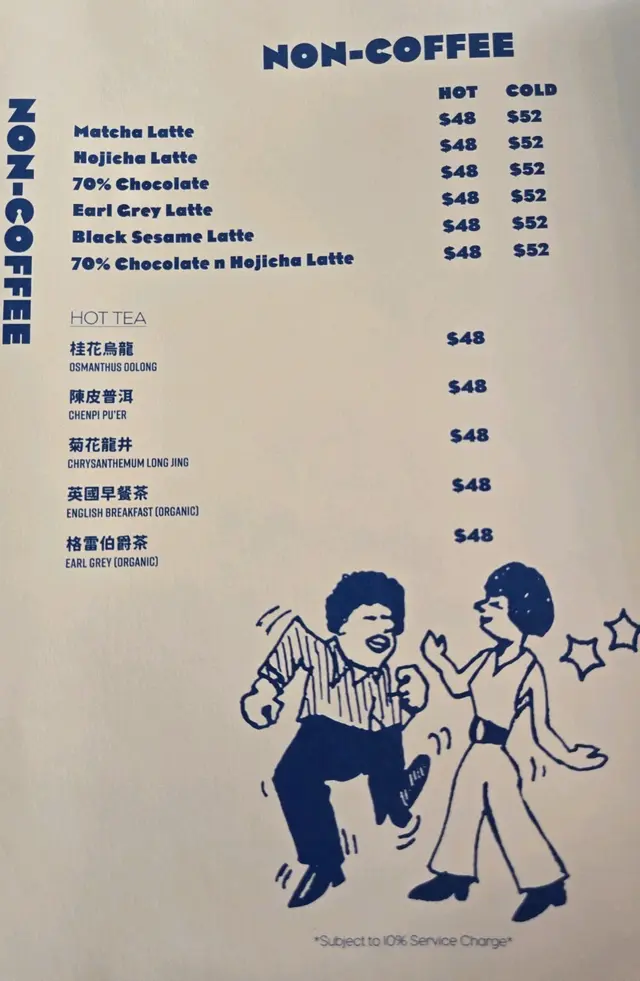 NON-COFFEE
NON-COFFEE
HOT COLD
Matcha Latte $48 $52
Hojicha Latte $48 $52
70% Chocolate $48 $52
Earl Grey Latte $48 $52
Black Sesame Latte $48 $52
70% Chocolate n Hojicha Latte $48 $52
HOT TEA
桂花烏龍 $48
OSMANTHUS OOLONG
陳皮普洱 $48
CHENPI PU'ER
菊花龍井 $48
CHRYSANTHEMUM LONG JING
英國早餐茶 $48
ENGLISH BREAKFAST (ORGANIC)
格雷伯爵茶 $48
EARL GREY (ORGANIC)
*Subject to 10% Service Charge*